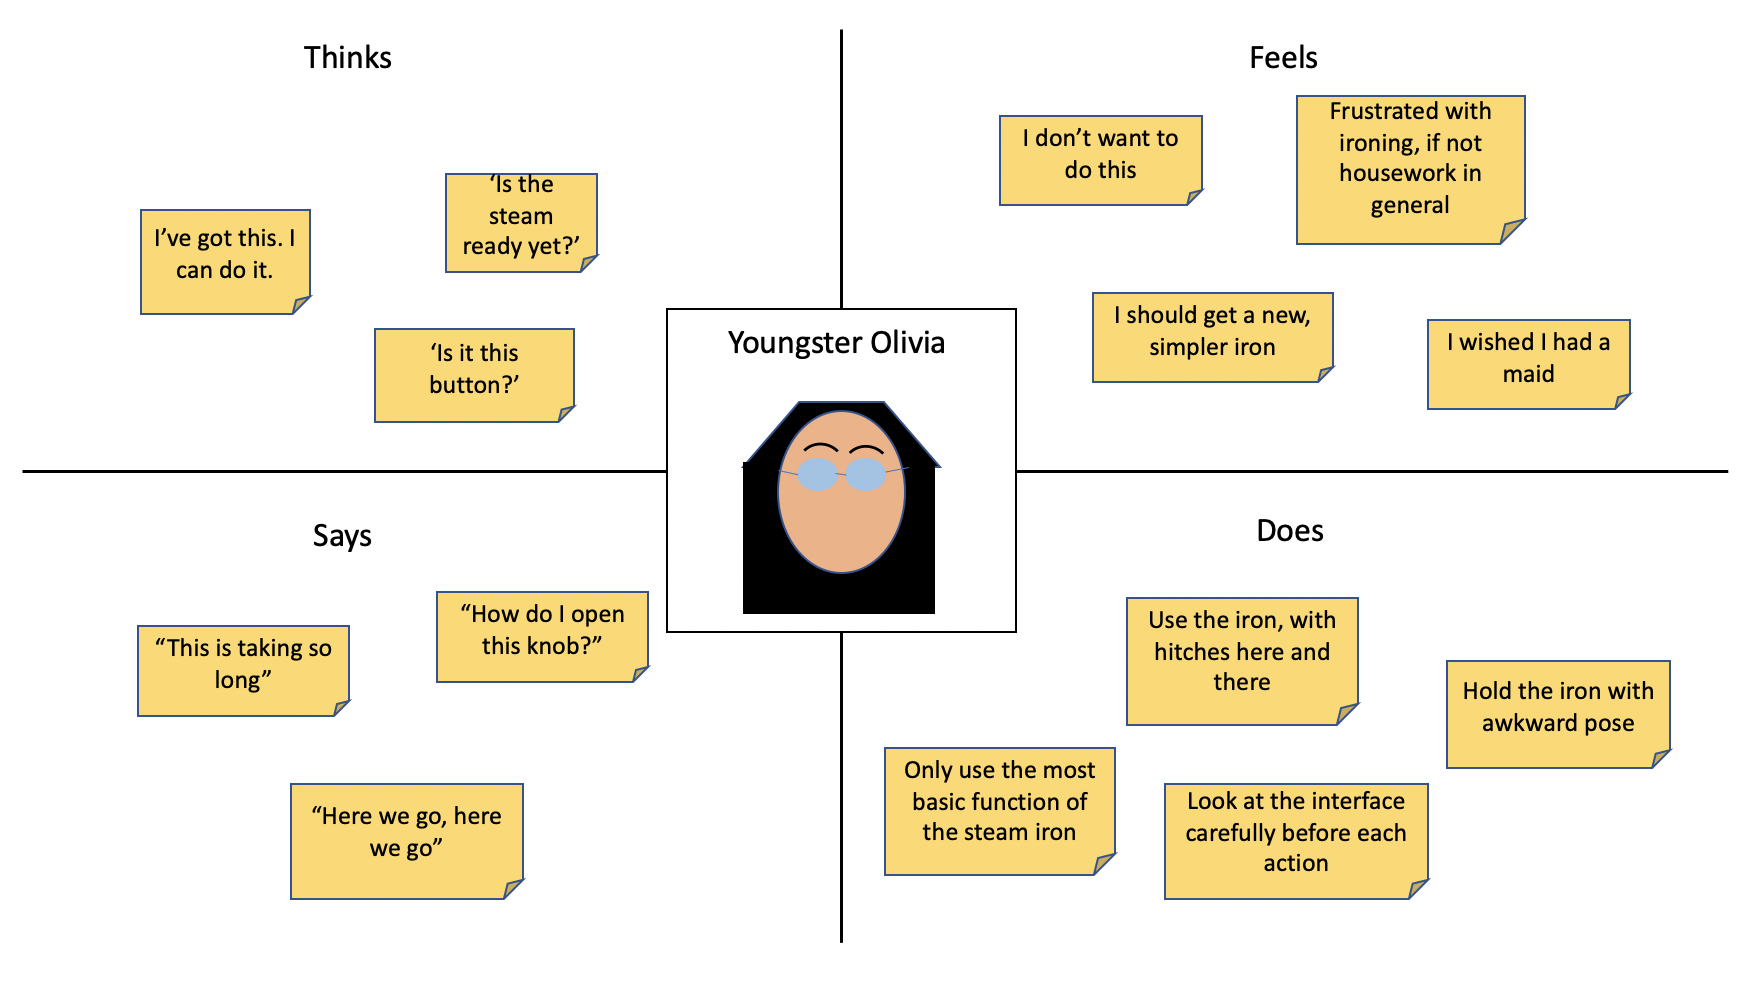 Thinks
I’ve got this. I
can do it.
‘Is the
steam
ready yet?’
‘Is it this
button?’
Feels
I don’t want to
do this
Frustrated with
ironing, if not
housework in
general
I should get a new,
simpler iron
I wished I had a
maid
Youngster Olivia
Says
“This is taking so
long”
“How do I open
this knob?”
“Here we go, here
we go”
Does
Use the iron, with
hitches here and
there
Hold the iron with
awkward pose
Only use the most
basic function of
the steam iron
Look at the interface
carefully before each
action